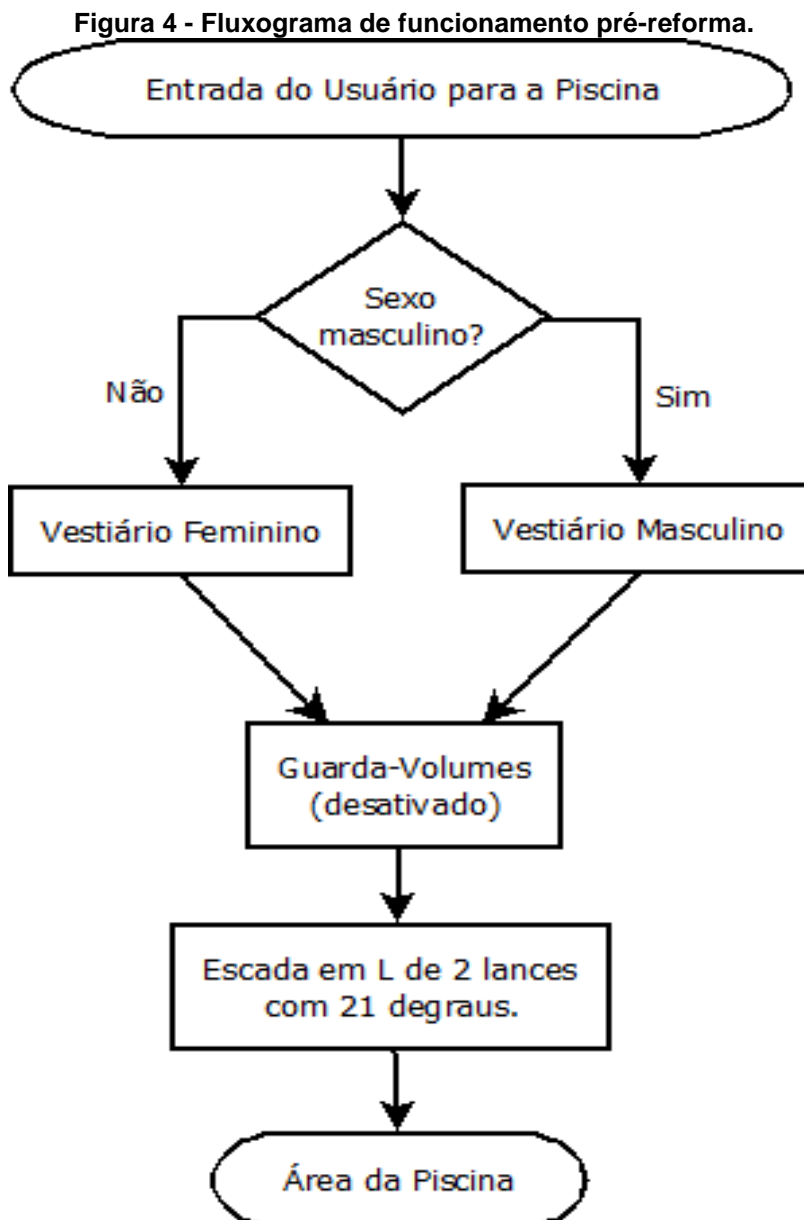 Figura 4 - Fluxograma de funcionamento pré-reforma.
Entrada do Usuário para a Piscina
Sexo
masculino?
Não
Sim
Vestiário Feminino
Vestiário Masculino
Guarda-Volumes
(desativado)
Escada em L de 2 lances
com 21 degraus.
Área da Piscina